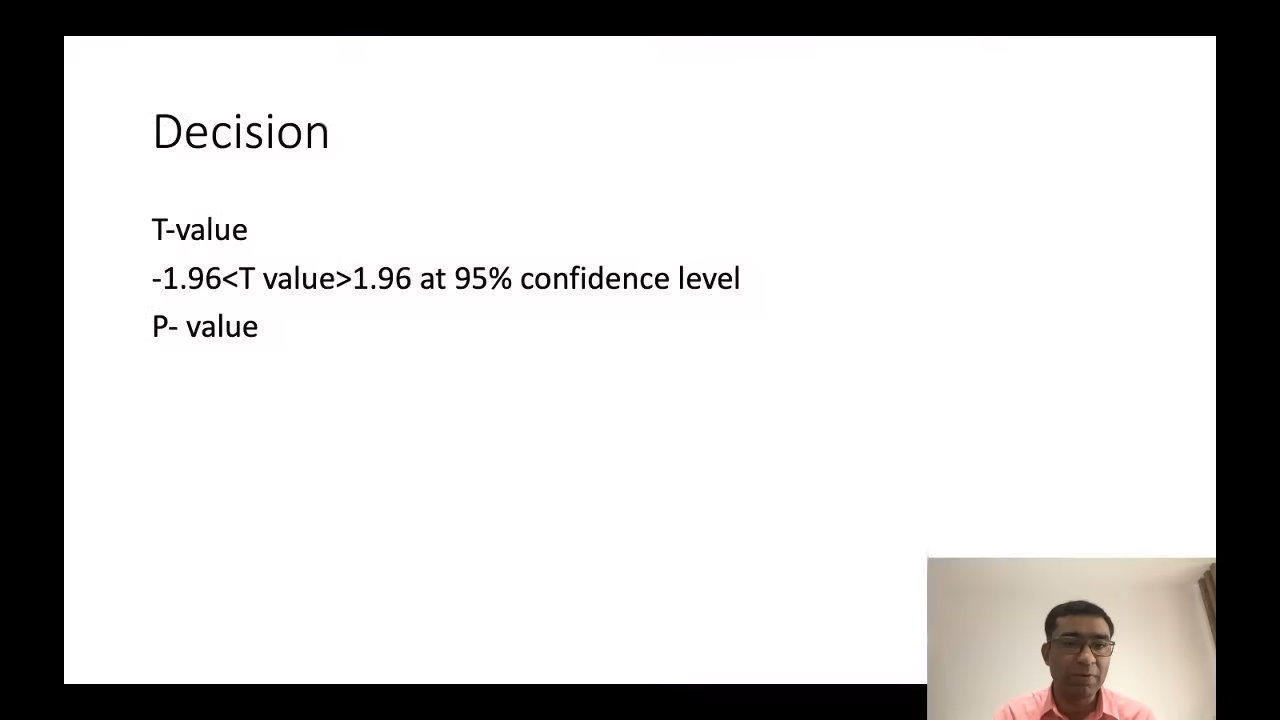 Decision
T-value
-1.96<T value>1.96 at 95% confidence level
P- value